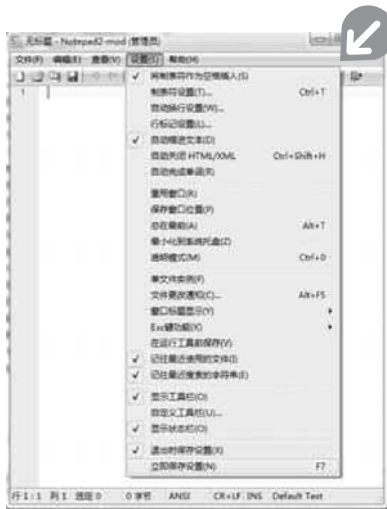 无标题 - Notepad2-mod (管理员)
文件(F) 编辑(E) 查看(V) 设置(S) 帮助(H)
1
✓ 将制表符作为空格插入(S)
制表符设置(T)... Ctrl+T
自动换行设置(W)...
行标记设置(L)...
✓ 自动缩进文本(D)
自动关闭 HTML/XML Ctrl+Shift+H
自动完成单词(R)
重用窗口(R)
保存窗口位置(P)
总在最前(A) Alt+T
最小化到系统托盘(Z)
透明模式(M) Ctrl+0
单文件实例(F)
文件更改通知(C)... Alt+F5
窗口标题显示(Y)
Esc键功能(X)
在运行工具前保存(V)
✓ 记住最近使用的文件(I)
✓ 记住最近搜索的字符串(E)
✓ 显示工具栏(O)
自定义工具栏(U)...
✓ 显示状态栏(O)
✓ 退出时保存设置(X)
立即保存设置(N) F7
行 1 : 1 列 1 选定 0 0 字节 ANSI CR+LF INS Default Text